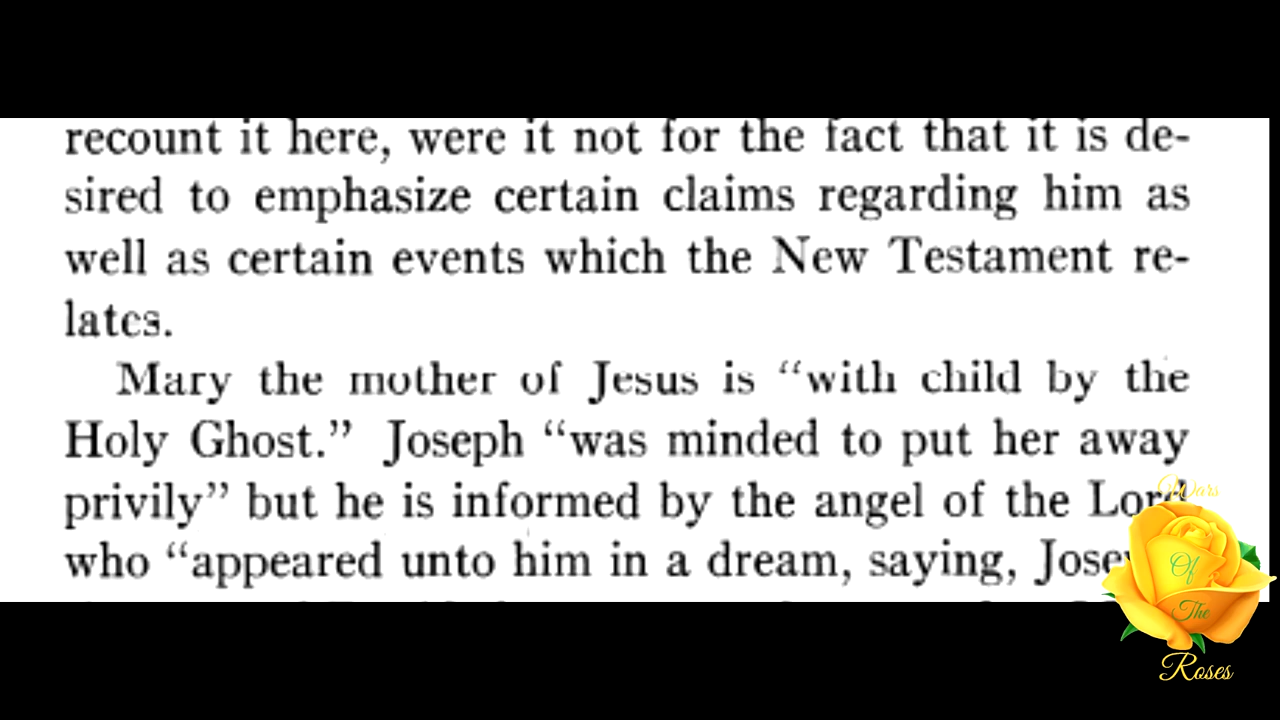 recount it here, were it not for the fact that it is de-
sired to emphasize certain claims regarding him as
well as certain events which the New Testament re-
lates.
Mary the mother of Jesus is “with child by the
Holy Ghost.” Joseph “was minded to put her away
privily” but he is informed by the angel of the Lord
who “appeared unto him in a dream, saying,
Wars
Of
The
Roses